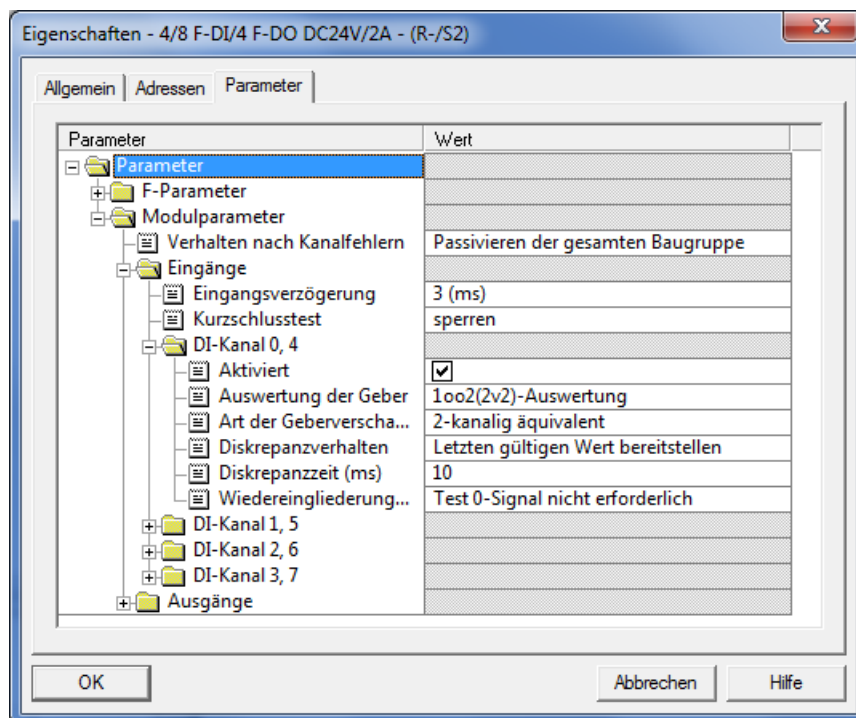 Eigenschaften - 4/8 F-DI/4 F-DO DC24V/2A - (R-/S2)
Allgemein Adressen Parameter
Parameter Wert
Parameter
F-Parameter
Modulparameter
Verhalten nach Kanalfehlern Passivieren der gesamten Baugruppe
Eingänge
Eingangsverzögerung 3 (ms)
Kurzschlusstest sperren
DI-Kanal 0, 4
Aktiviert
Auswertung der Geber 1oo2(2v2)-Auswertung
Art der Geberverscha... 2-kanalig äquivalent
Diskrepanzverhalten Letzten gültigen Wert bereitstellen
Diskrepanzzeit (ms) 10
Wiedereingliederung... Test 0-Signal nicht erforderlich
DI-Kanal 1, 5
DI-Kanal 2, 6
DI-Kanal 3, 7
Ausgänge
OK Abbrechen Hilfe